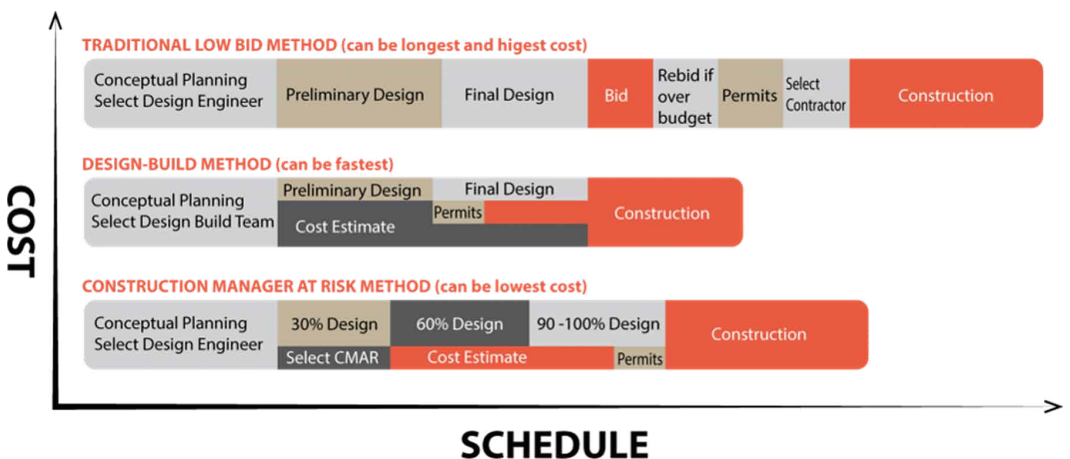 TRADITIONAL LOW BID METHOD (can be longest and higest cost)
Conceptual Planning
Select Design Engineer
Preliminary Design
Final Design
Bid
Rebid if
over
budget
Permits
Select
Contractor
Construction
DESIGN-BUILD METHOD (can be fastest)
Conceptual Planning
Select Design Build Team
Preliminary Design
Final Design
Permits
Cost Estimate
Construction
CONSTRUCTION MANAGER AT RISK METHOD (can be lowest cost)
Conceptual Planning
Select Design Engineer
30% Design
60% Design
90 -100% Design
Select CMAR
Cost Estimate
Permits
Construction
COST
SCHEDULE